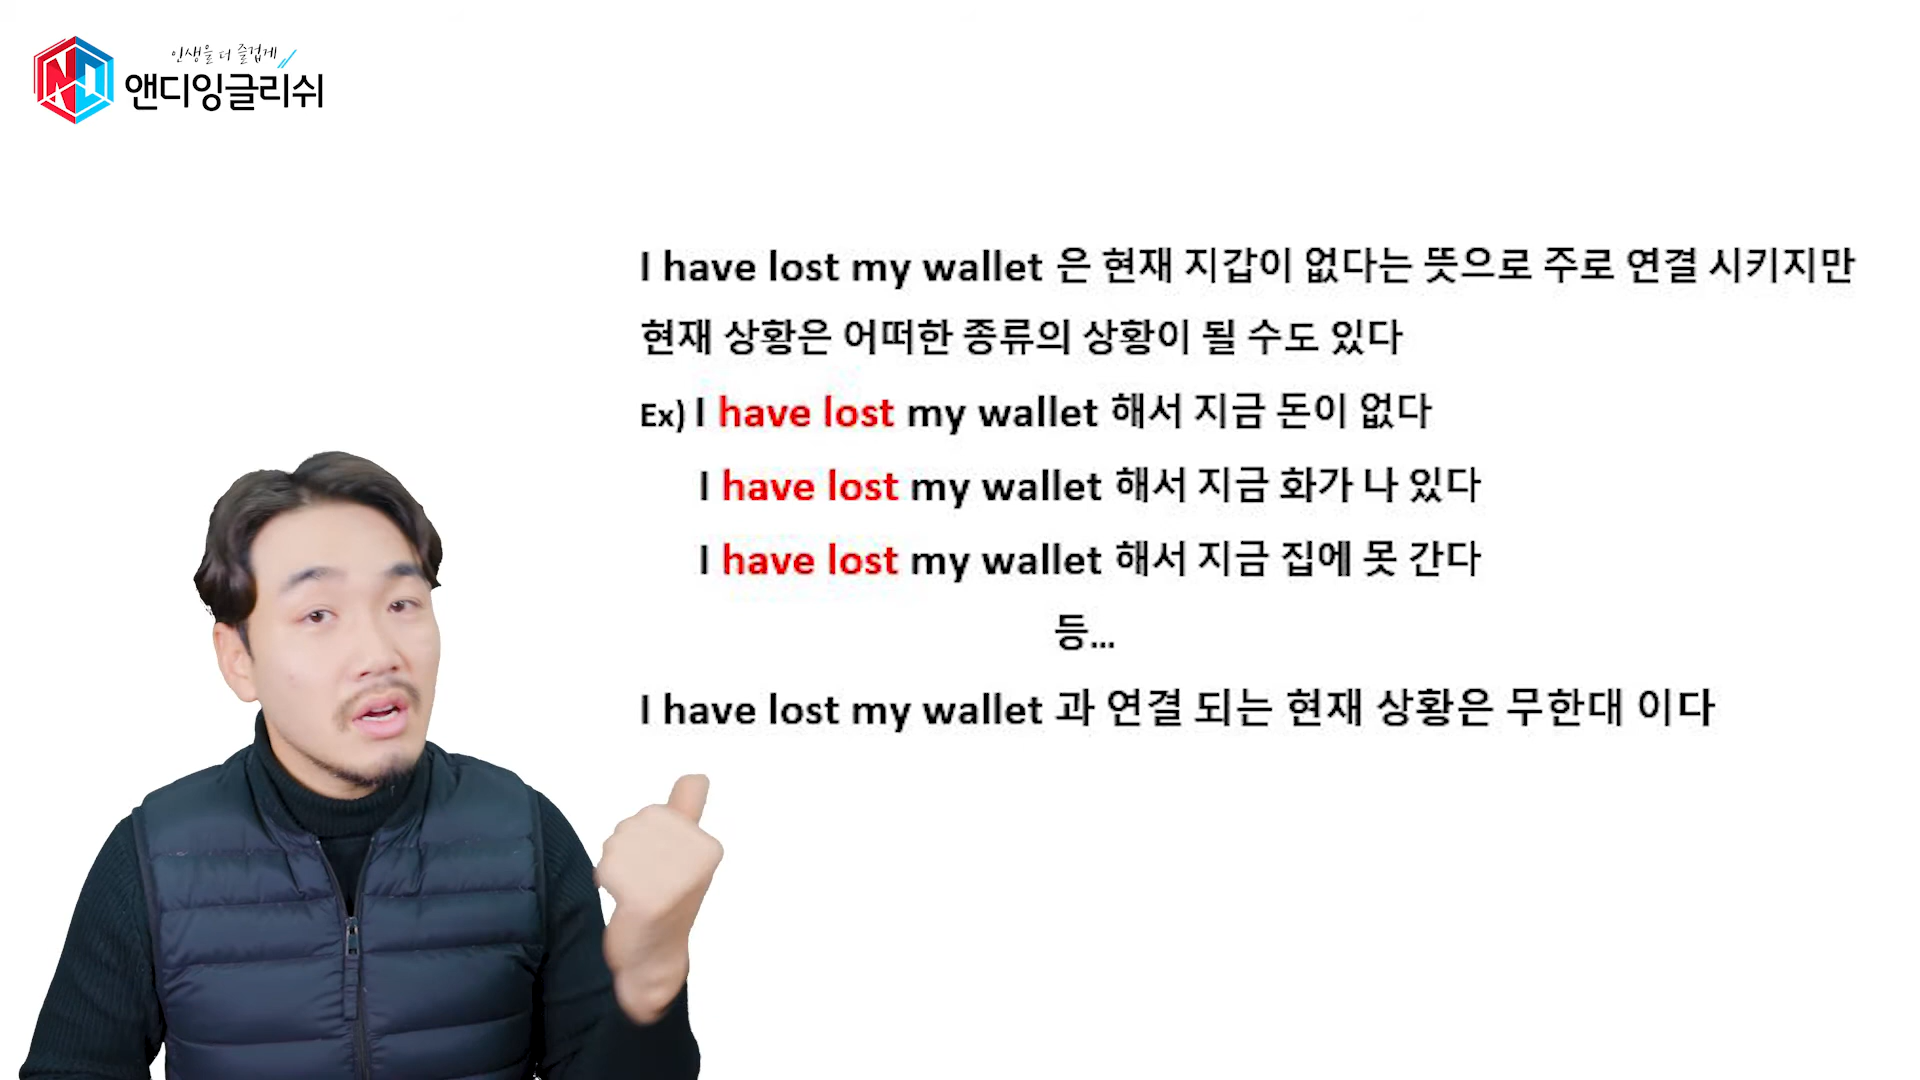 인생을 더 즐겁게
앤디잉글리쉬
I have lost my wallet 은 현재 지갑이 없다는 뜻으로 주로 연결 시키지만
현재 상황은 어떠한 종류의 상황이 될 수도 있다
Ex) I have lost my wallet 해서 지금 돈이 없다
I have lost my wallet 해서 지금 화가 나 있다
I have lost my wallet 해서 지금 집에 못 간다
등...
I have lost my wallet 과 연결 되는 현재 상황은 무한대 이다